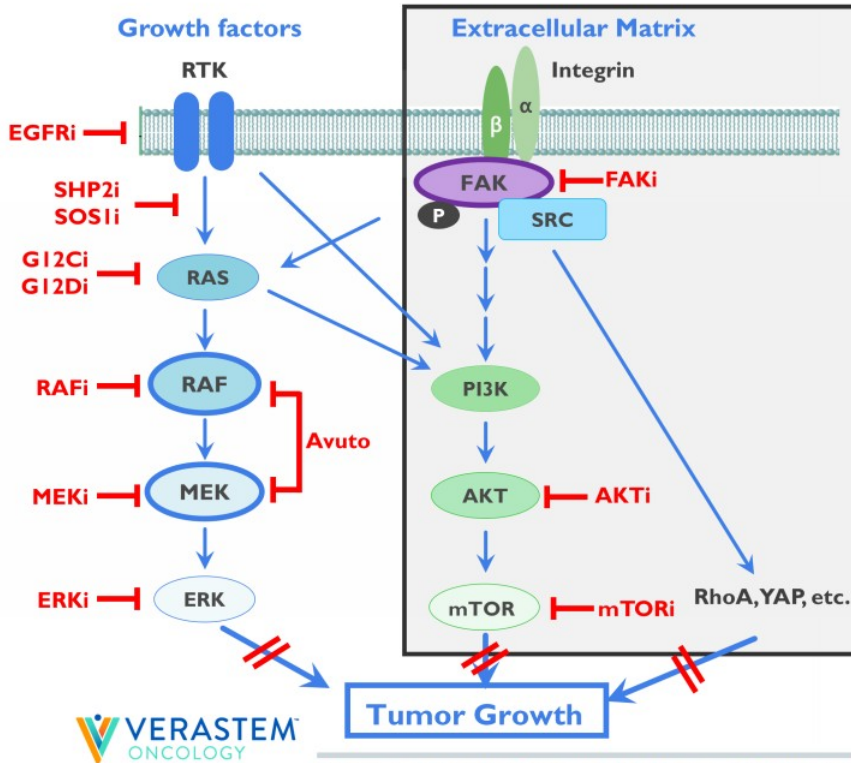 Growth factors
Extracellular Matrix
RTK
Integrin
EGFRi
β
α
FAK
FAKi
P
SRC
SHP2i
SOS1i
G12Ci
G12Di
RAS
RAFi
RAF
PI3K
Avuto
MEKi
MEK
AKT
AKTi
ERKi
ERK
mTOR
mTORi
RhoA, YAP, etc.
Tumor Growth
VERASTEM™
ONCOLOGY